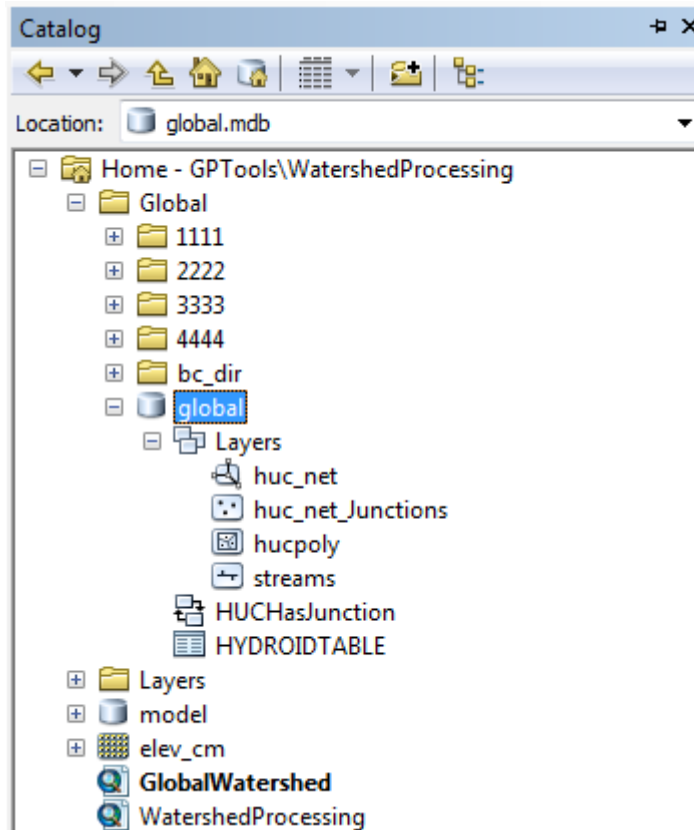 Catalog
Location: global.mdb
Home - GPTools\WatershedProcessing
Global
1111
2222
3333
4444
bc_dir
global
Layers
huc_net
huc_net_Junctions
hucpoly
streams
HUCHasJunction
HYDROIDTABLE
Layers
model
elev_cm
GlobalWatershed
WatershedProcessing